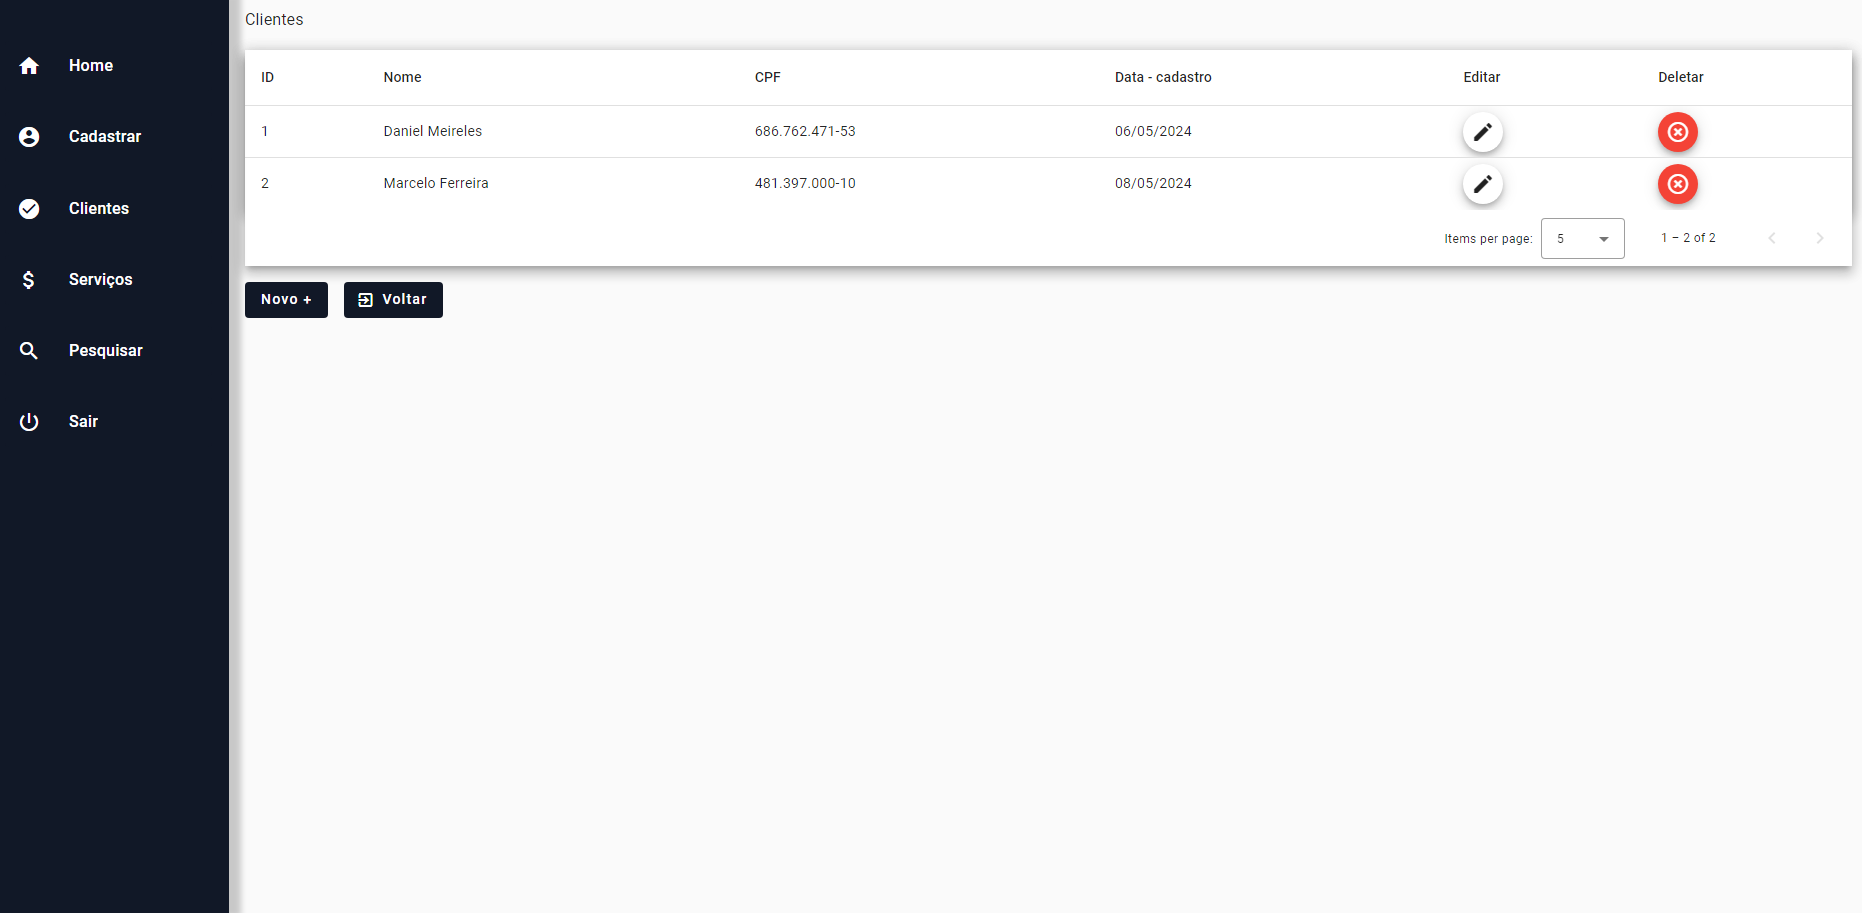 Home
Cadastrar
Clientes
Serviços
Pesquisar
Sair
Clientes
ID Nome CPF Data - cadastro Editar Deletar
1 Daniel Meireles 686.762.471-53 06/05/2024
2 Marcelo Ferreira 481.397.000-10 08/05/2024
Items per page: 5 1 – 2 of 2
Novo + Voltar